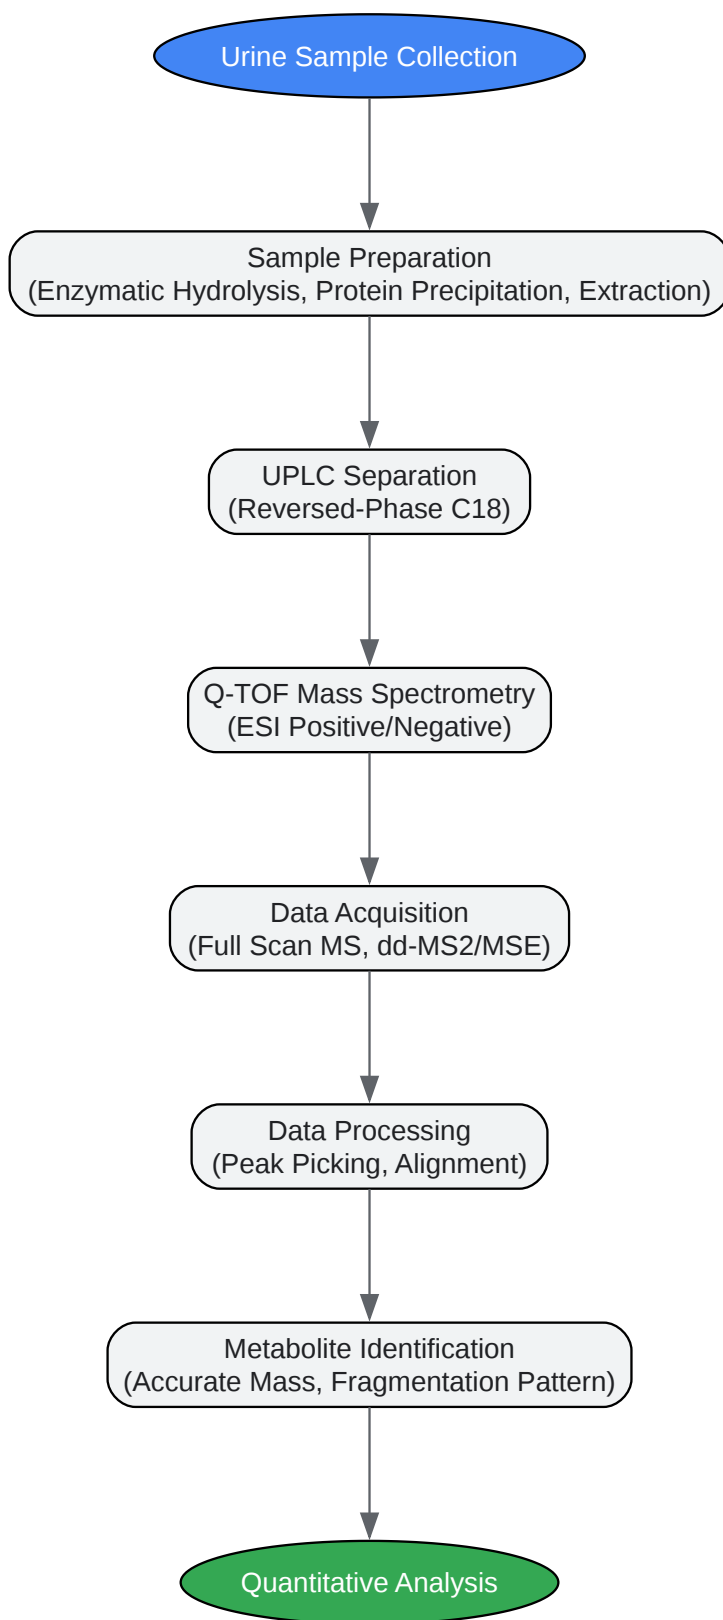 Urine Sample Collection
Sample Preparation
(Enzymatic Hydrolysis, Protein Precipitation, Extraction)
UPLC Separation
(Reversed-Phase C18)
Q-TOF Mass Spectrometry
(ESI Positive/Negative)
Data Acquisition
(Full Scan MS, dd-MS2/MSE)
Data Processing
(Peak Picking, Alignment)
Metabolite Identification
(Accurate Mass, Fragmentation Pattern)
Quantitative Analysis